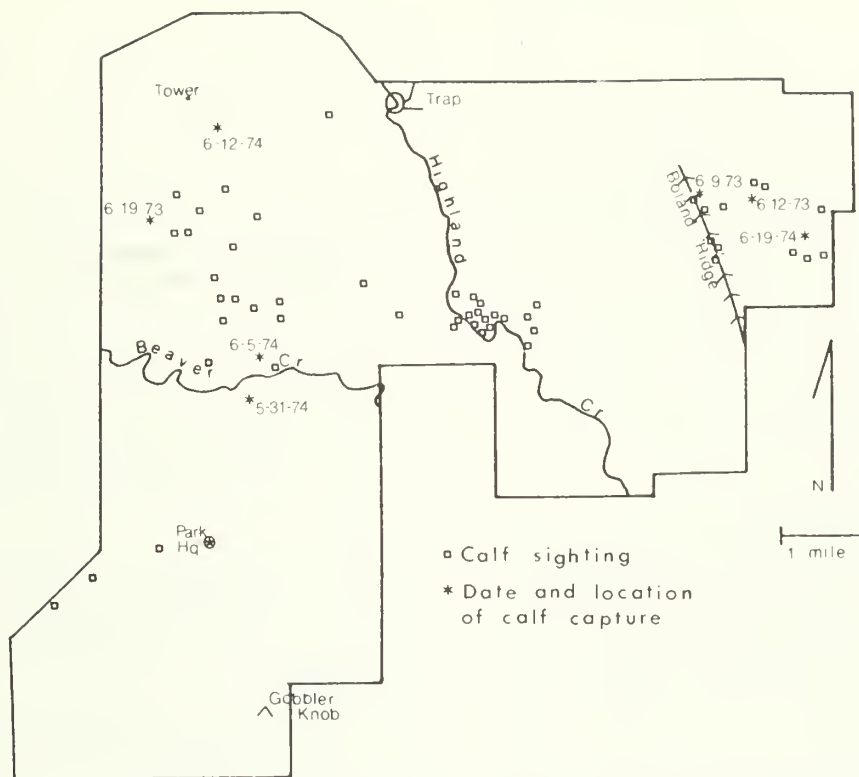 Tower
Trap
6-12-74
Highland
6 9 73
6 19 73
6 12-73
6-19-74
Boland Ridge
Beaver
6-5-74
Cr
5-31-74
Cr
N
Park
Hq
Calf sighting
1 mile
Date and location
of calf capture
Gobbler
Knob